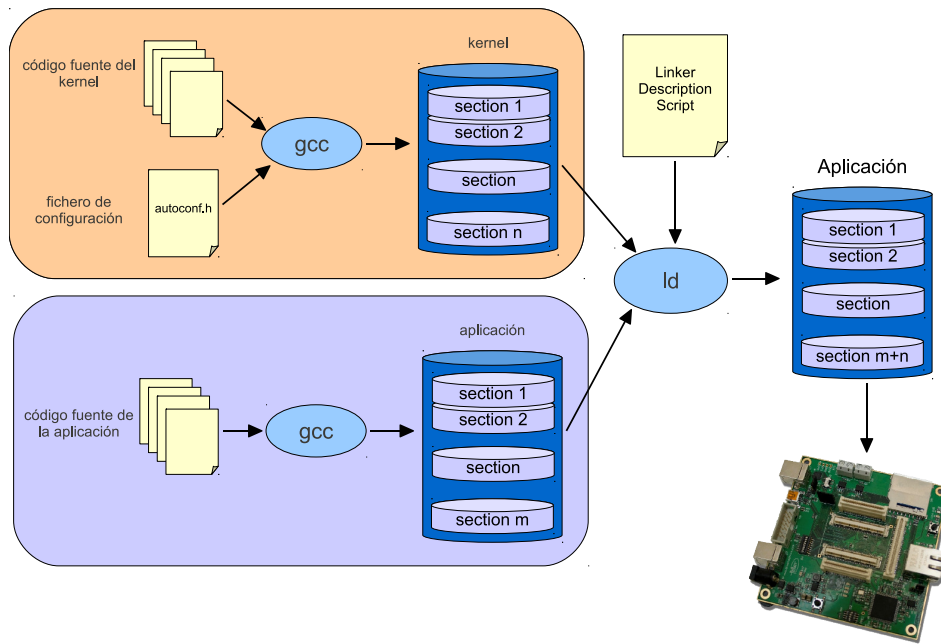 código fuente del
kernel
fichero de
configuración
autoconf.h
gcc
kernel
section 1
section 2
section
section n
Linker
Description
Script
ld
Aplicación
section 1
section 2
section
section m+n
código fuente de
la aplicación
gcc
aplicación
section 1
section 2
section
section m